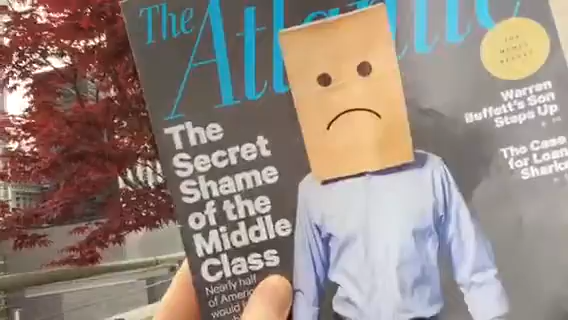 The
Atlantic
The
Secret
Shame
of the
Middle
Class
Nearly half
of Americ
would
Warren
Buffett's Son
Steps Up
The Case
for Loan
Sharks